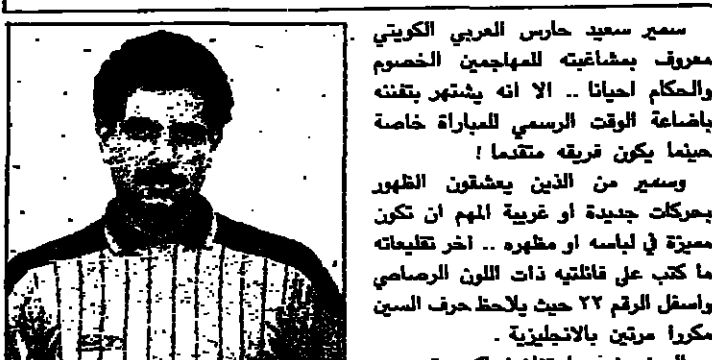 سمير سعيد حارس العربي الكويتي
معروف بمشاغبته للمهاجمين الخصوم
والحكام احيانا .. الا انه يشتهر بتفننه
باضاعة الوقت الرسمي للمباراة خاصة
حينما يكون فريقه متقدما !
وسمير من الذين يعشقون الظهور
بحركات جديدة او غريبة المهم ان تكون
مميزة في لباسه او مظهره .. اخر تقليعاته
ما كتب على فانلتيه ذات اللون الرصاصي
واسفل الرقم ٢٢ حيث يلاحظ حرف السين
مكررا مرتين بالانجليزية .